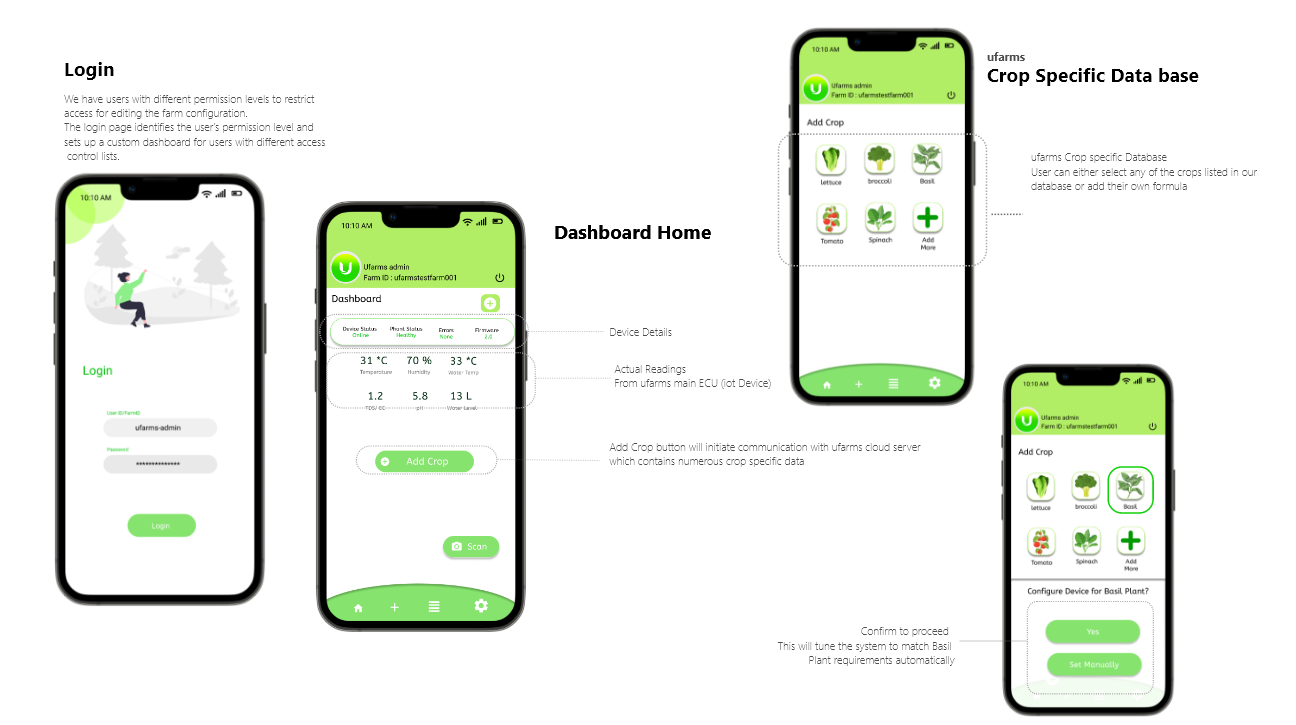 Login
We have users with different permission levels to restrict
access for editing the farm configuration.
The login page identifies the user's permission level and
sets up a custom dashboard for users with different access
control lists.
10:10 AM
Login
User ID/FarmID
ufarms-admin
Password
**************
Login
10:10 AM
U
Ufarms admin
Farm ID : ufarmstestfarm001
Dashboard
Device Status
Online
Phant Status
Healthy
Errors
None
Firmware
2.0
31 °C
Temperature
70 %
Humidity
33 °C
Water Temp
1.2
TDS/ EC
5.8
pH
13 L
Water Level
Add Crop
Scan
Dashboard Home
Device Details
Actual Readings
From ufarms main ECU (iot Device)
Add Crop button will initiate communication with ufarms cloud server
which contains numerous crop specific data
10:10 AM
U
Ufarms admin
Farm ID : ufarmstestfarm001
Add Crop
lettuce
broccoli
Basil
Tomato
Spinach
Add
More
ufarms
Crop Specific Data base
ufarms Crop specific Database
User can either select any of the crops listed in our
database or add their own formula
10:10 AM
U
Ufarms admin
Farm ID : ufarmstestfarm001
Add Crop
lettuce
broccoli
Basil
Tomato
Spinach
Add
More
Configure Device for Basil Plant?
Yes
Set Manually
Confirm to proceed
This will tune the system to match Basil
Plant requirements automatically